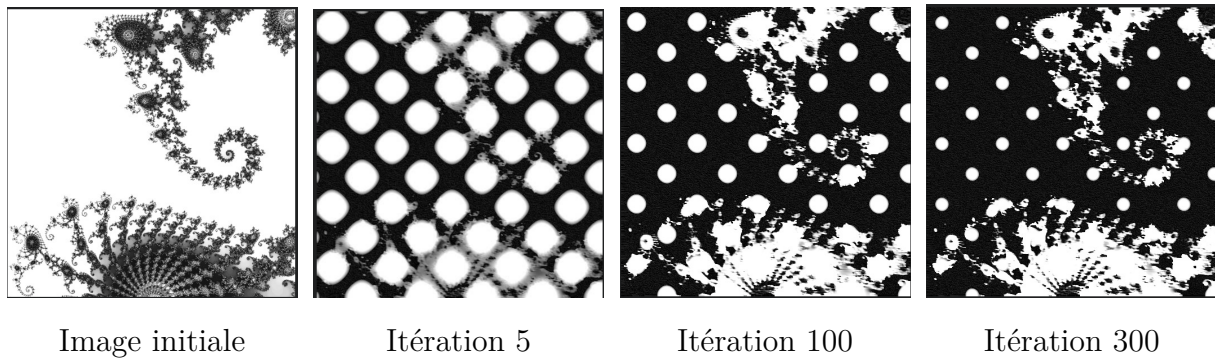 Image initiale
Itération 5
Itération 100
Itération 300